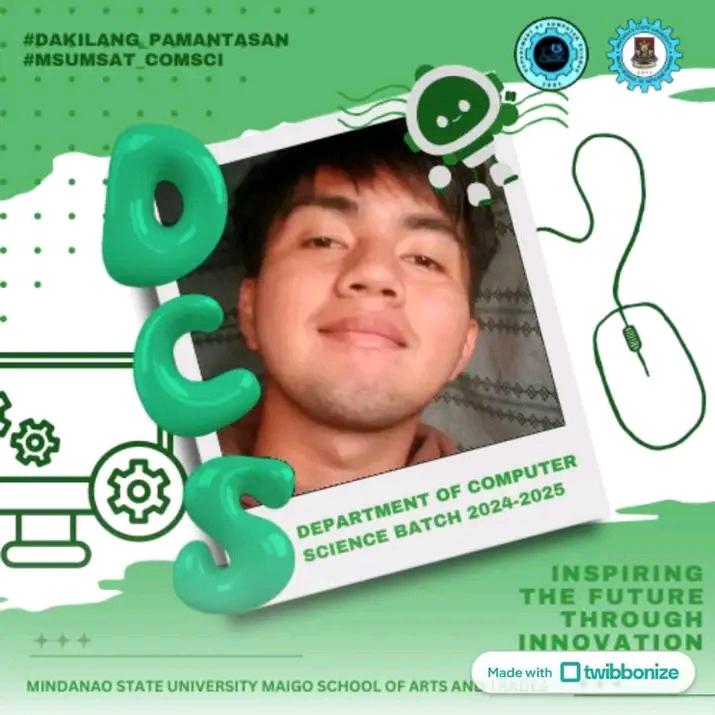 #DAKILANG_PAMANTASAN
#MSUMSAT_COMSCI
DCS
DEPARTMENT OF COMPUTER
SCIENCE BATCH 2024-2025
INSPIRING
THE FUTURE
THROUGH
INNOVATION
Made with twibbonize
MINDANAO STATE UNIVERSITY MAIGO SCHOOL OF ARTS AND TRADES